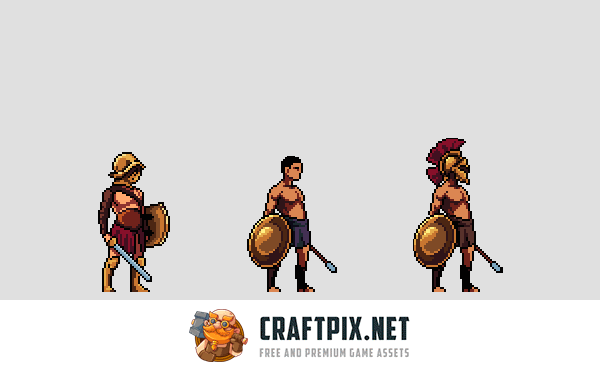 CRAFTPIX.NET
FREE AND PREMIUM GAME ASSETS